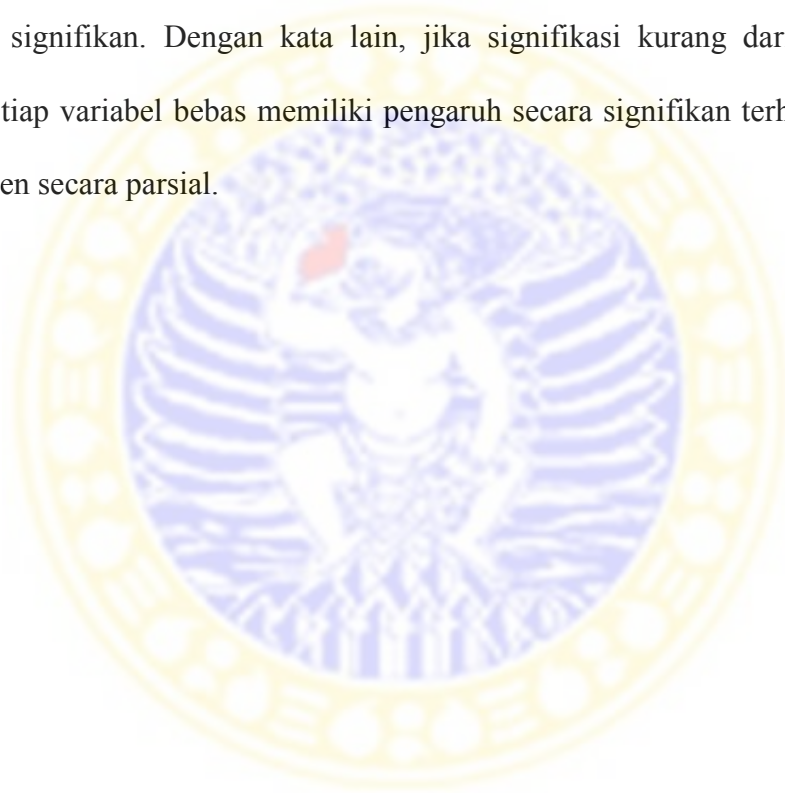 signifikan. Dengan kata lain, jika signifikasi kurang dar
tiap variabel bebas memiliki pengaruh secara signifikan terh
en secara parsial.